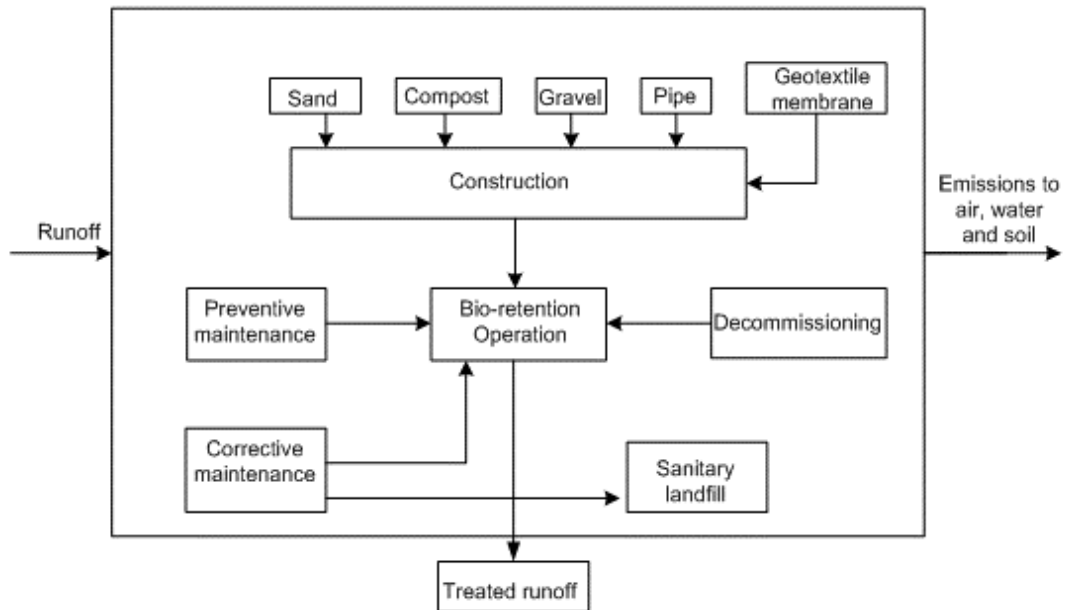 Sand
Compost
Gravel
Pipe
Geotextile
membrane
Construction
Runoff
Emissions to
air, water
and soil
Preventive
maintenance
Bio-retention
Operation
Decommissioning
Corrective
maintenance
Sanitary
landfill
Treated runoff